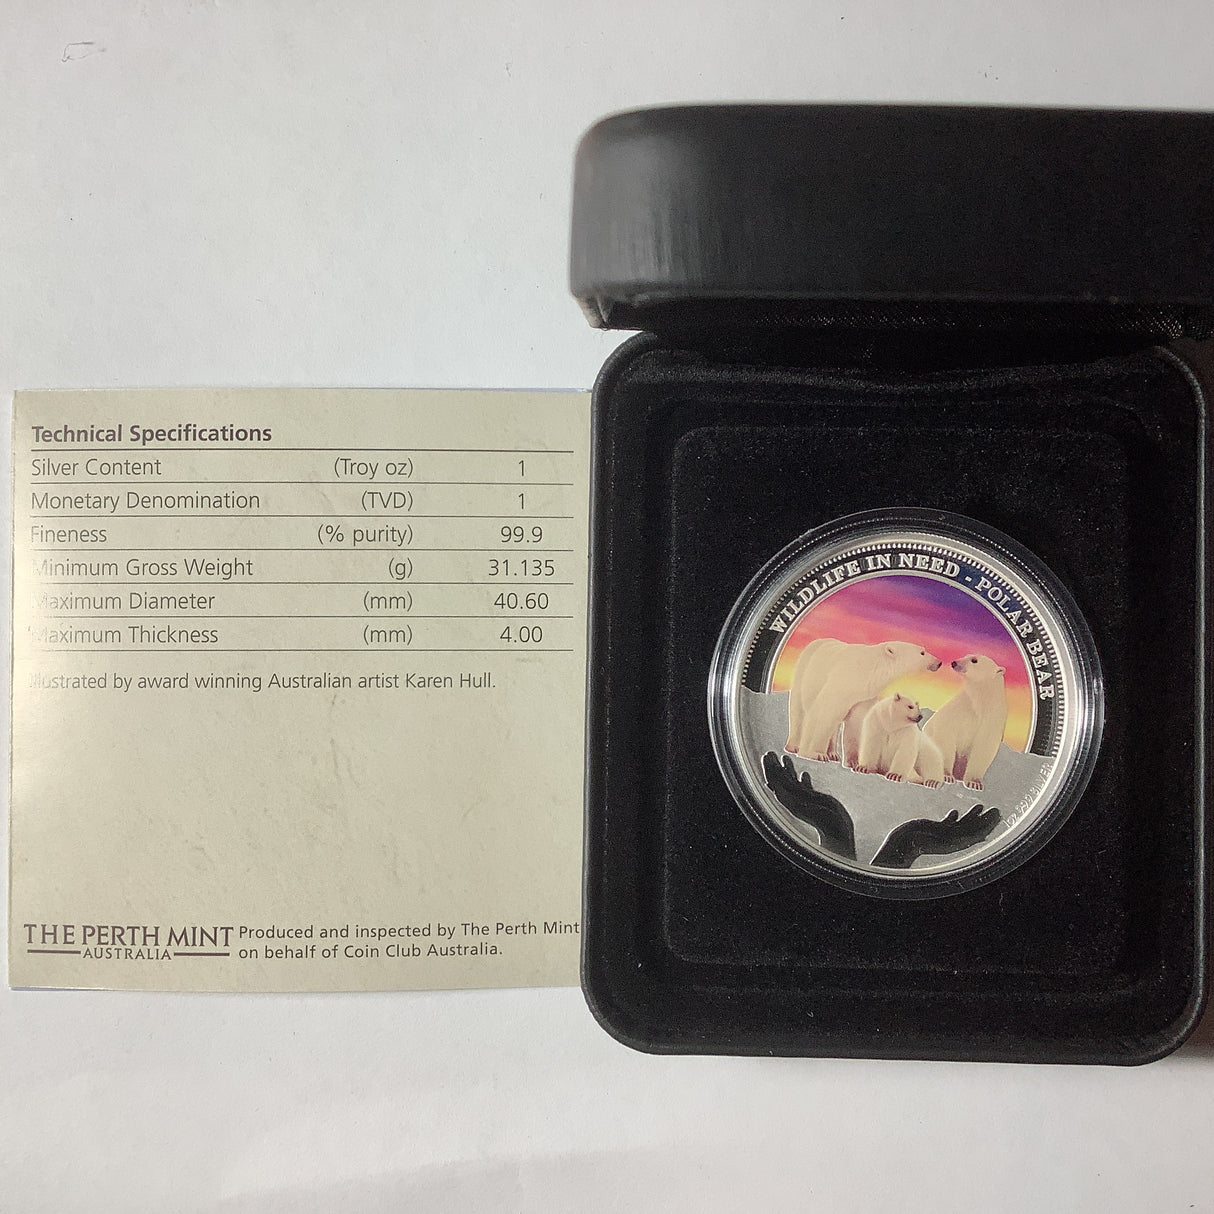 Technical Specifications
Silver Content (Troy oz) 1
Monetary Denomination (TVD) 1
Fineness (% purity) 99.9
Minimum Gross Weight (g) 31.135
Maximum Diameter (mm) 40.60
Maximum Thickness (mm) 4.00
Illustrated by award winning Australian artist Karen Hull.
THE PERTH MINT
AUSTRALIA
Produced and inspected by The Perth Mint
on behalf of Coin Club Australia.
WILDLIFE IN NEED - POLAR BEAR
1oz 999 SILVER